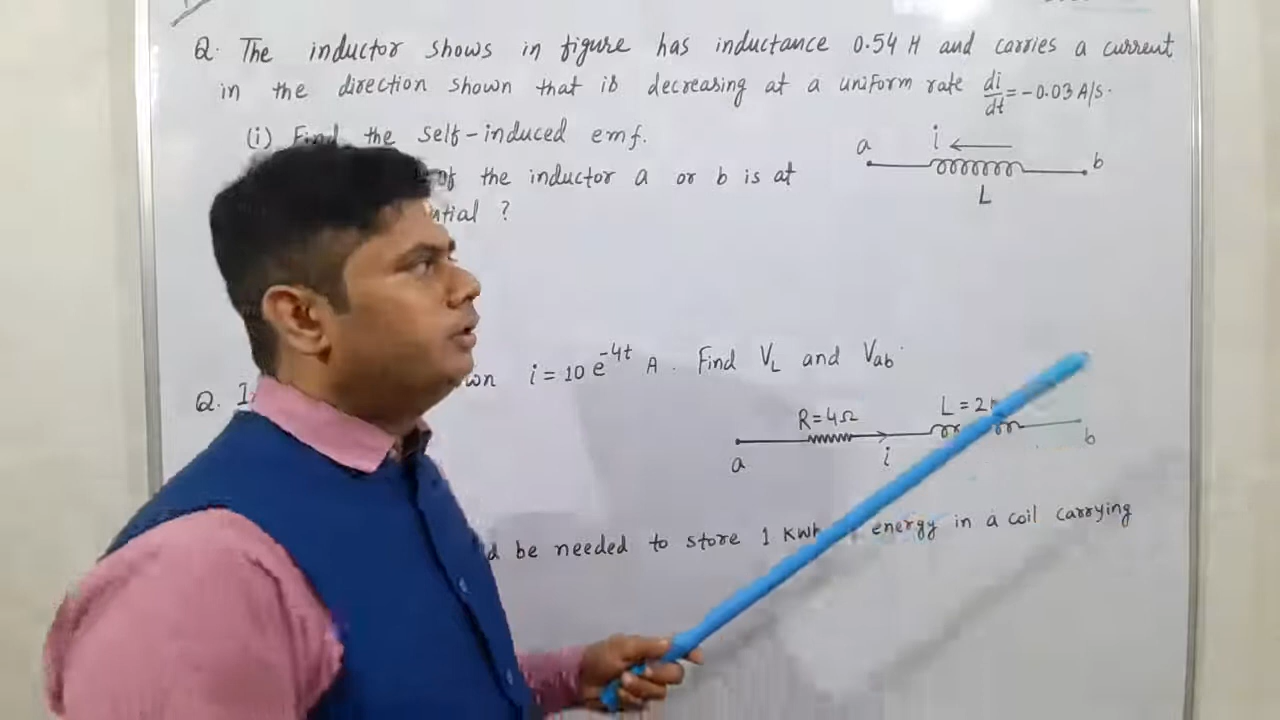 Q. The inductor shows in figure has inductance 0.54 H and carries a current
in the direction shown that is decreasing at a uniform rate di/dt = -0.03 A/s.
(i) Find the self-induced emf.
of the inductor a or b is at
?
a i b
L
i = 10 e^-4t A. Find V_L and V_ab.
Q.
R=4Ω L = 2
a i b
be needed to store 1 energy in a coil carrying